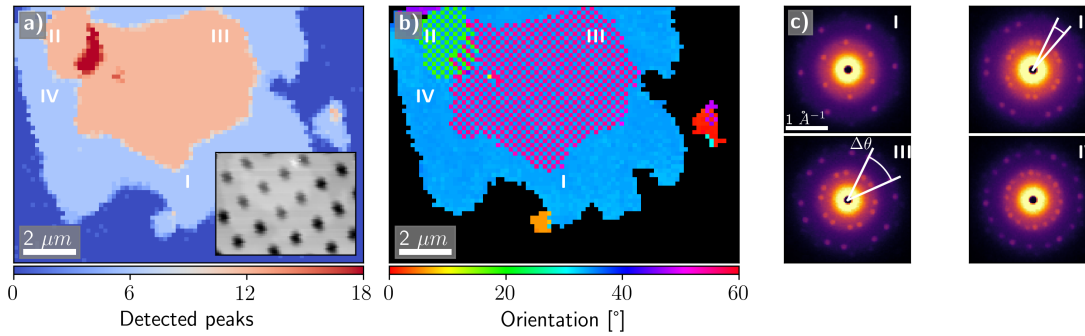 a)
II
III
IV
I
2 μm
0 6 12 18
Detected peaks
b)
II
III
IV
I
2 μm
0 20 40 60
Orientation [°]
c)
I
1 Å⁻¹
III
Δθ